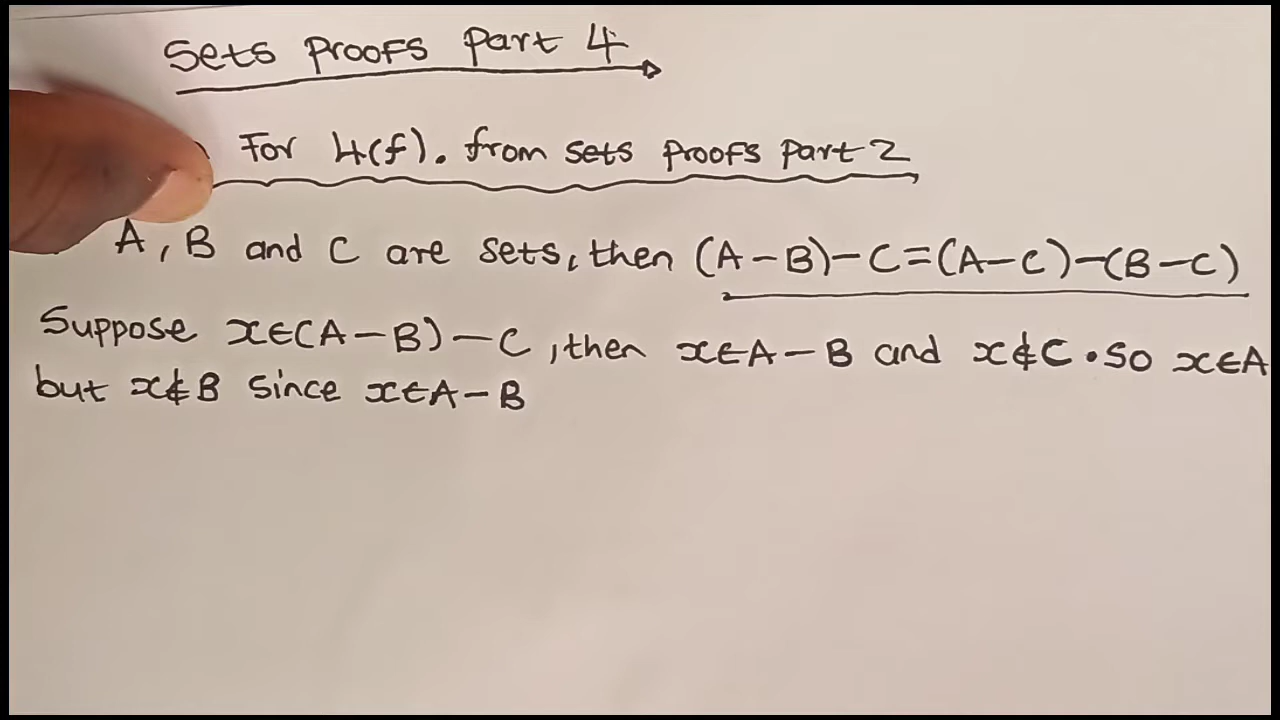 Sets Proofs Part 4
For 4(f). from sets Proofs Part 2
A, B and C are sets, then (A-B)-C=(A-C)-(B-C)
Suppose x∈(A-B)-C, then x∈A-B and x∉C. So x∈A
but x∉B since x∈A-B